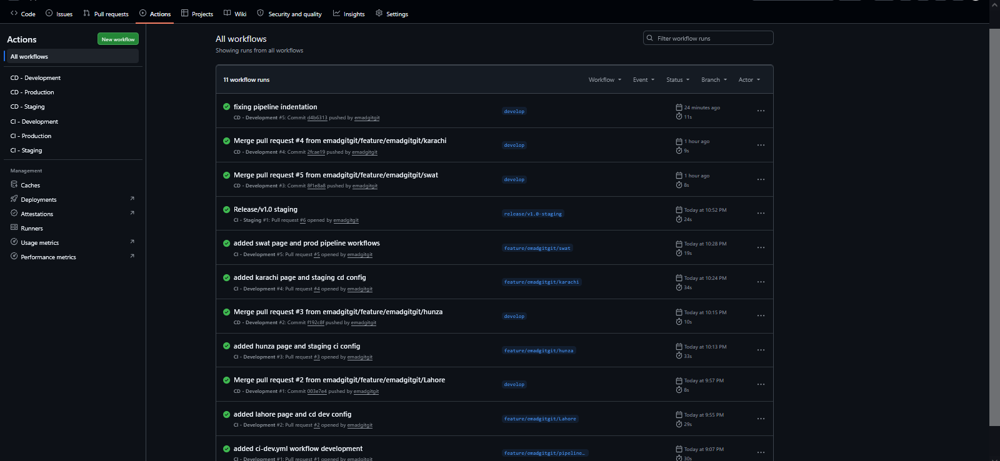 Code Issues Pull requests Actions Projects Wiki Security and quality Insights Settings
Actions
New workflow
All workflows
CD - Development
CD - Production
CD - Staging
CI - Development
CI - Production
CI - Staging
Management
Caches
Deployments
Attestations
Runners
Usage metrics
Performance metrics
All workflows
Showing runs from all workflows
Filter workflow runs
11 workflow runs
Workflow Event Status Branch Actor
fixing pipeline indentation
CD - Development #5: Commit d4b6313 pushed by emadgitgit
develop
24 minutes ago
11s
Merge pull request #4 from emadgitgit/feature/emadgitgit/karachi
CD - Development #4: Commit 2fcae19 pushed by emadgitgit
develop
1 hour ago
9s
Merge pull request #5 from emadgitgit/feature/emadgitgit/swat
CD - Development #3: Commit 8f1e8a8 pushed by emadgitgit
develop
1 hour ago
8s
Release/v1.0 staging
CI - Staging #1: Pull request #6 opened by emadgitgit
release/v1.0-staging
Today at 10:52 PM
24s
added swat page and prod pipeline workflows
CI - Development #5: Pull request #5 opened by emadgitgit
feature/emadgitgit/swat
Today at 10:28 PM
19s
added karachi page and staging cd config
CI - Development #4: Pull request #4 opened by emadgitgit
feature/emadgitgit/karachi
Today at 10:24 PM
34s
Merge pull request #3 from emadgitgit/feature/emadgitgit/hunza
CD - Development #2: Commit f192c8f pushed by emadgitgit
develop
Today at 10:15 PM
10s
added hunza page and staging ci config
CI - Development #3: Pull request #3 opened by emadgitgit
feature/emadgitgit/hunza
Today at 10:13 PM
33s
Merge pull request #2 from emadgitgit/feature/emadgitgit/Lahore
CD - Development #1: Commit 003e7e4 pushed by emadgitgit
develop
Today at 9:57 PM
8s
added lahore page and cd dev config
CI - Development #2: Pull request #2 opened by emadgitgit
feature/emadgitgit/Lahore
Today at 9:55 PM
29s
added ci-dev.yml workflow development
CI - Development #1: Pull request #1 opened by emadgitgit
feature/emadgitgit/pipeline…
Today at 9:07 PM
30s